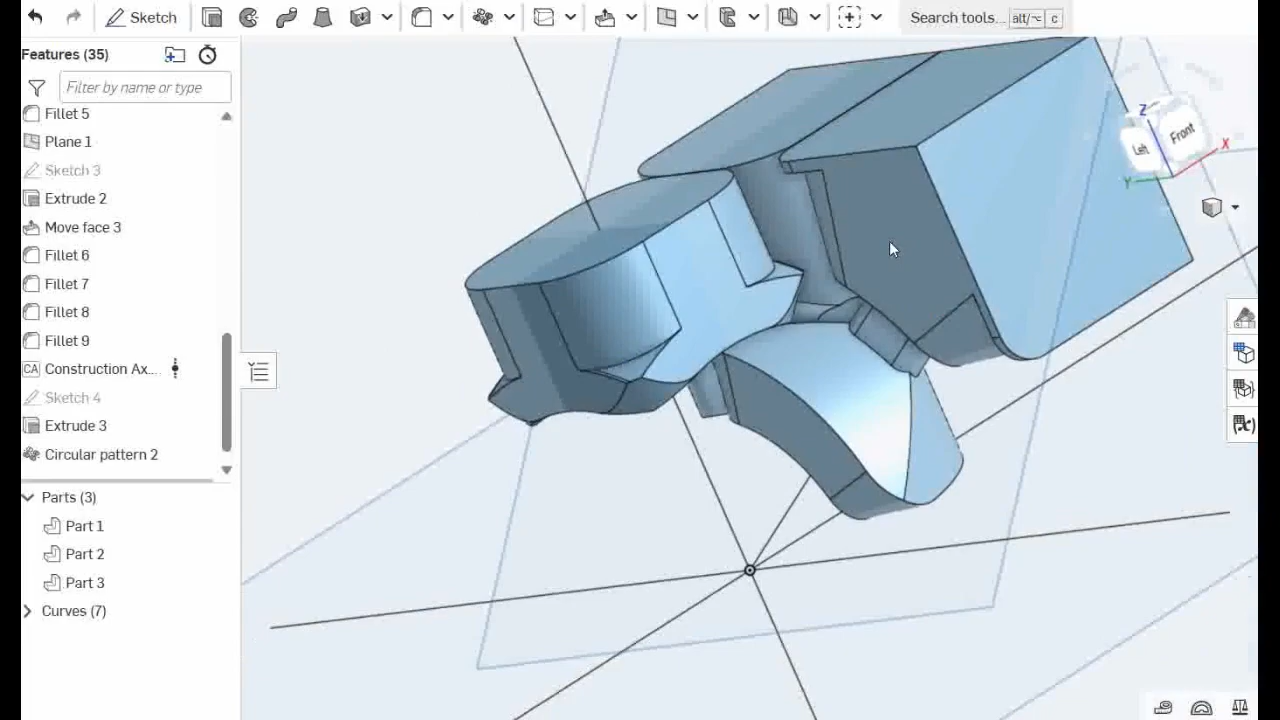 Sketch
Search tools... alt/⌥ c
Features (35)
Filter by name or type
Fillet 5
Plane 1
Sketch 3
Extrude 2
Move face 3
Fillet 6
Fillet 7
Fillet 8
Fillet 9
Construction Ax...
Sketch 4
Extrude 3
Circular pattern 2
Parts (3)
Part 1
Part 2
Part 3
Curves (7)
Z
Left Front
X
Y
CA
(x)